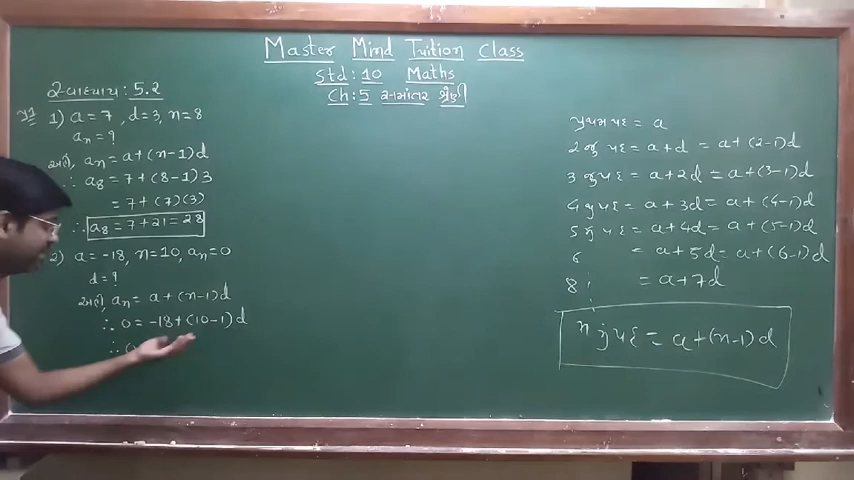 Master Mind Tuition Class
Std: 10 Maths
Ch: 5 સમાંતર શ્રેણી
સ્વાધ્યાય: 5.2
1) a = 7, d = 3, n = 8
aₙ = ?
અહીં, aₙ = a + (n-1)d
∴ a₈ = 7 + (8-1)3
= 7 + (7)(3)
∴ a₈ = 7 + 21 = 28
2) a = -18, n = 10, aₙ = 0
d = ?
અહીં, aₙ = a + (n-1)d
∴ 0 = -18 + (10-1)d
∴
પ્રથમ પદ = a
2 જુ પદ = a + d = a + (2-1)d
3 જુ પદ = a + 2d = a + (3-1)d
4 થુ પદ = a + 3d = a + (4-1)d
5 મુ પદ = a + 4d = a + (5-1)d
6 = a + 5d = a + (6-1)d
8 = a + 7d
n મું પદ = a + (n-1)d